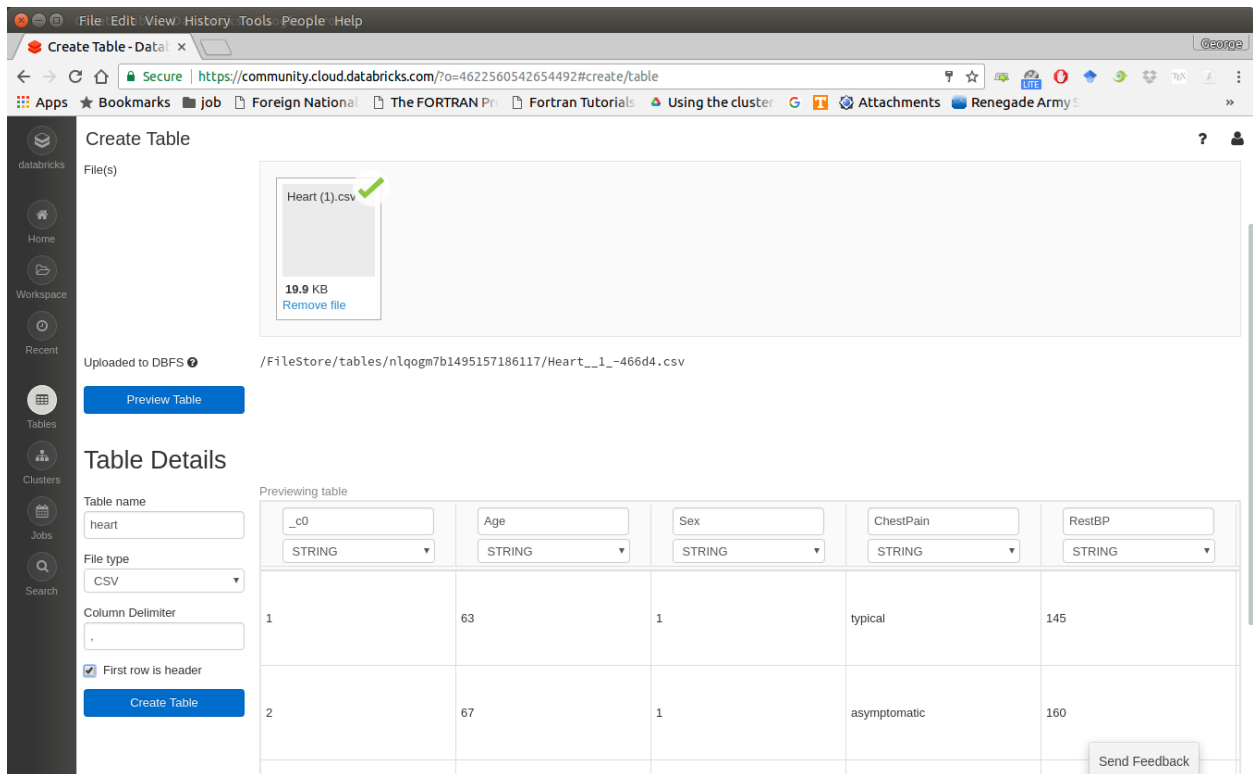 File Edit View History Tools People Help
Create Table - Datab
George
Secure https://community.cloud.databricks.com/?o=4622560542654492#create/table
LITE
Apps Bookmarks job Foreign National The FORTRAN Pr Fortran Tutorials Using the cluster G T Attachments Renegade Army S »
databricks
Create Table
?
File(s)
Heart (1).csv
19.9 KB
Remove file
Home
Workspace
Recent
Uploaded to DBFS ?
/FileStore/tables/nlqogm7b1495157186117/Heart__1_-466d4.csv
Preview Table
Tables
Clusters
Jobs
Search
Table Details
Table name
heart
File type
CSV
Column Delimiter
,
First row is header
Create Table
Previewing table
_c0 Age Sex ChestPain RestBP
STRING STRING STRING STRING STRING
1 63 1 typical 145
2 67 1 asymptomatic 160
Send Feedback